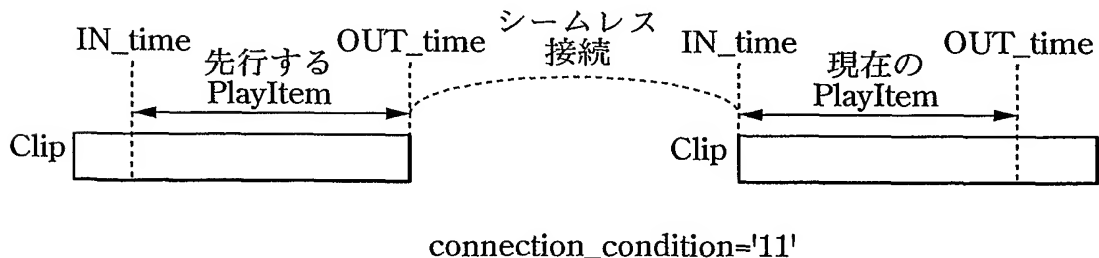 シームレス
接続
IN_time
OUT_time
IN_time
OUT_time
先行する
PlayItem
現在の
PlayItem
Clip
Clip
connection_condition='11'